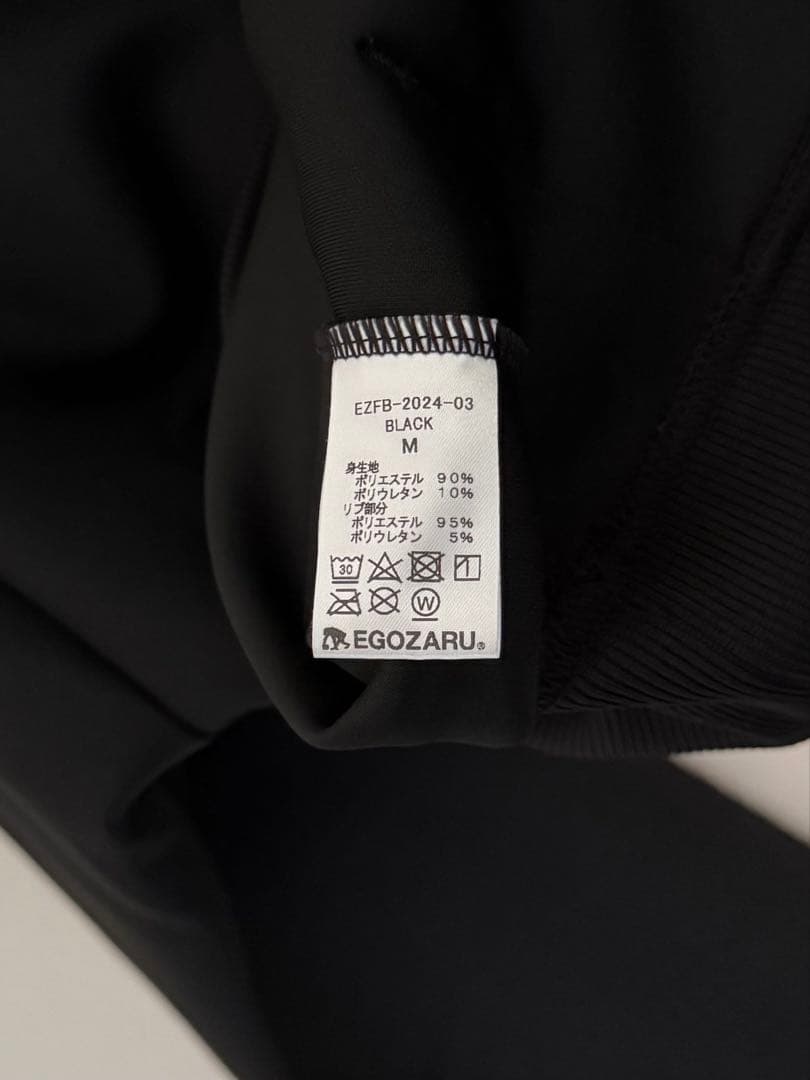 EZFB-2024-03
BLACK
M
身生地
ポリエステル 90%
ポリウレタン 10%
リブ部分
ポリエステル 95%
ポリウレタン 5%
30
W
EGOZARU®